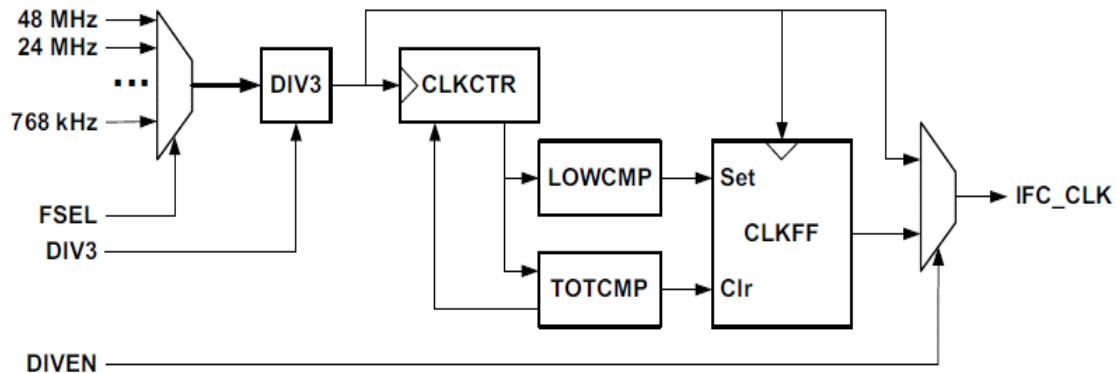 48 MHz
24 MHz
...
768 kHz
DIV3
CLKCTR
LOWCMP
Set
IFC_CLK
FSEL
CLKFF
DIV3
TOTCMP
Clr
DIVEN